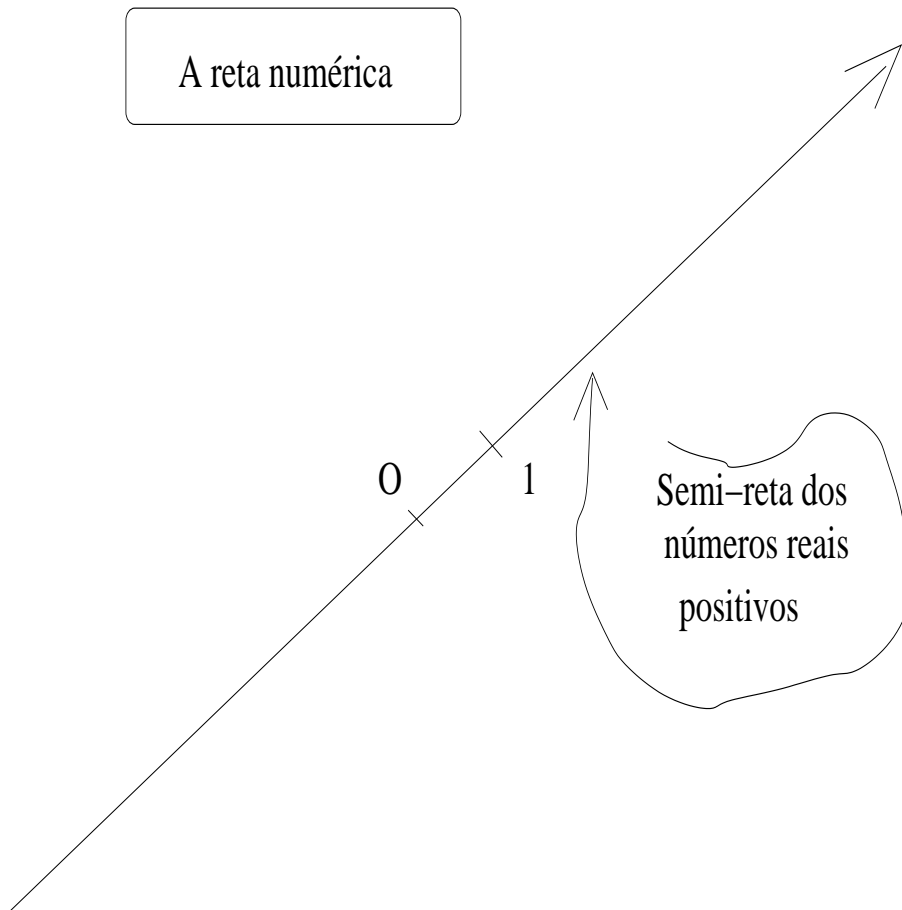 A reta numérica
0
1
Semi−reta dos
números reais
positivos